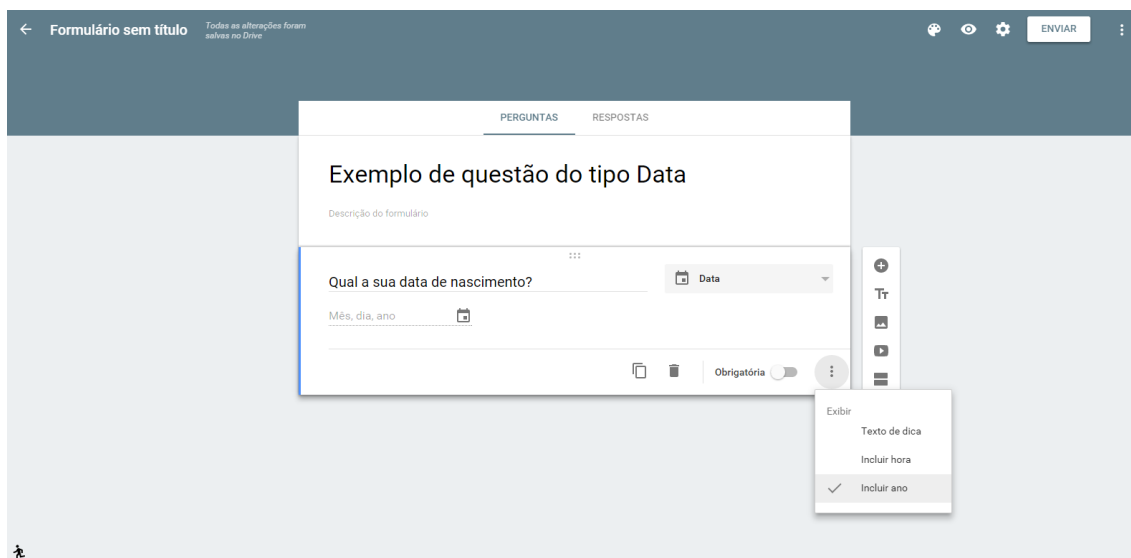 Formulário sem título
Todas as alterações foram
salvas no Drive
ENVIAR
PERGUNTAS RESPOSTAS
Exemplo de questão do tipo Data
Descrição do formulário
Qual a sua data de nascimento?
Data
Mês, dia, ano
Obrigatória
Exibir
Texto de dica
Incluir hora
Incluir ano